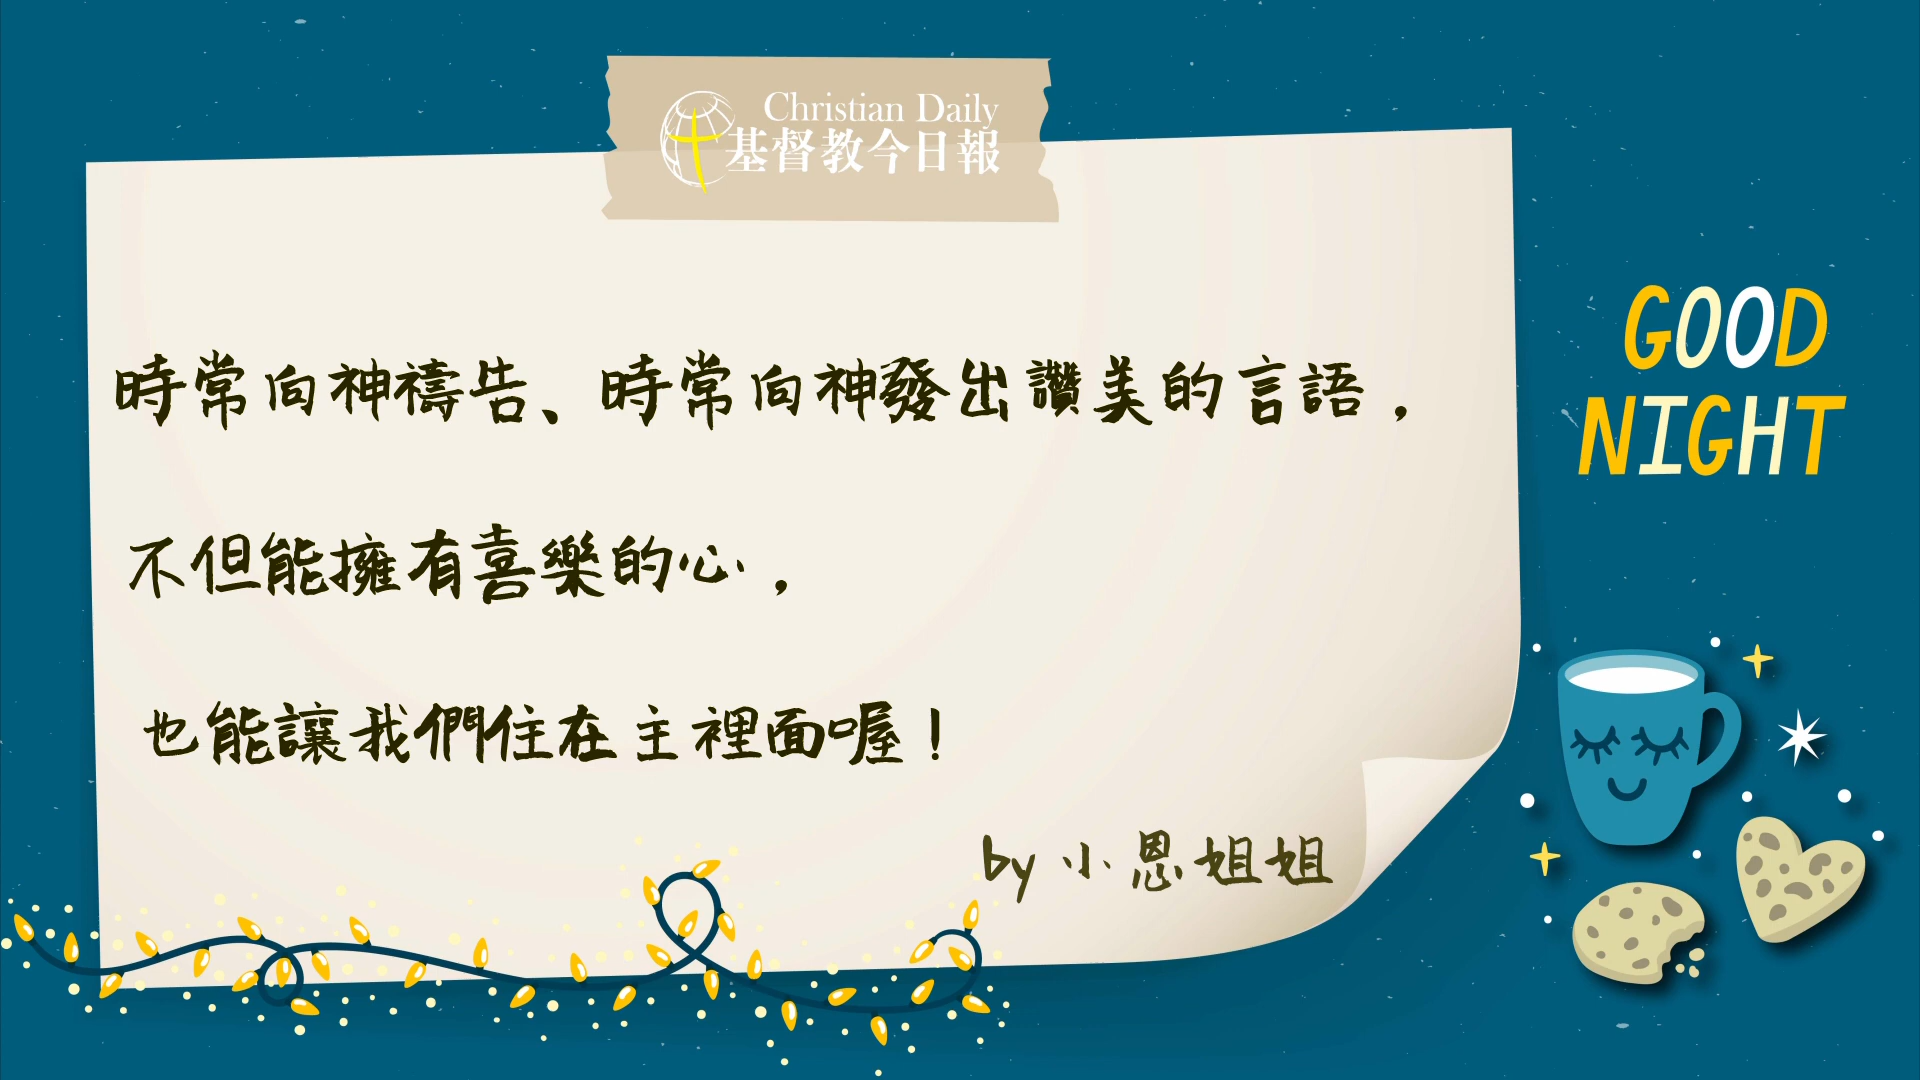 Christian Daily
基督教今日報
時常向神禱告、時常向神發出讚美的言語，
不但能擁有喜樂的心，
也能讓我們住在主裡面喔！
by 小恩姐姐
GOOD
NIGHT